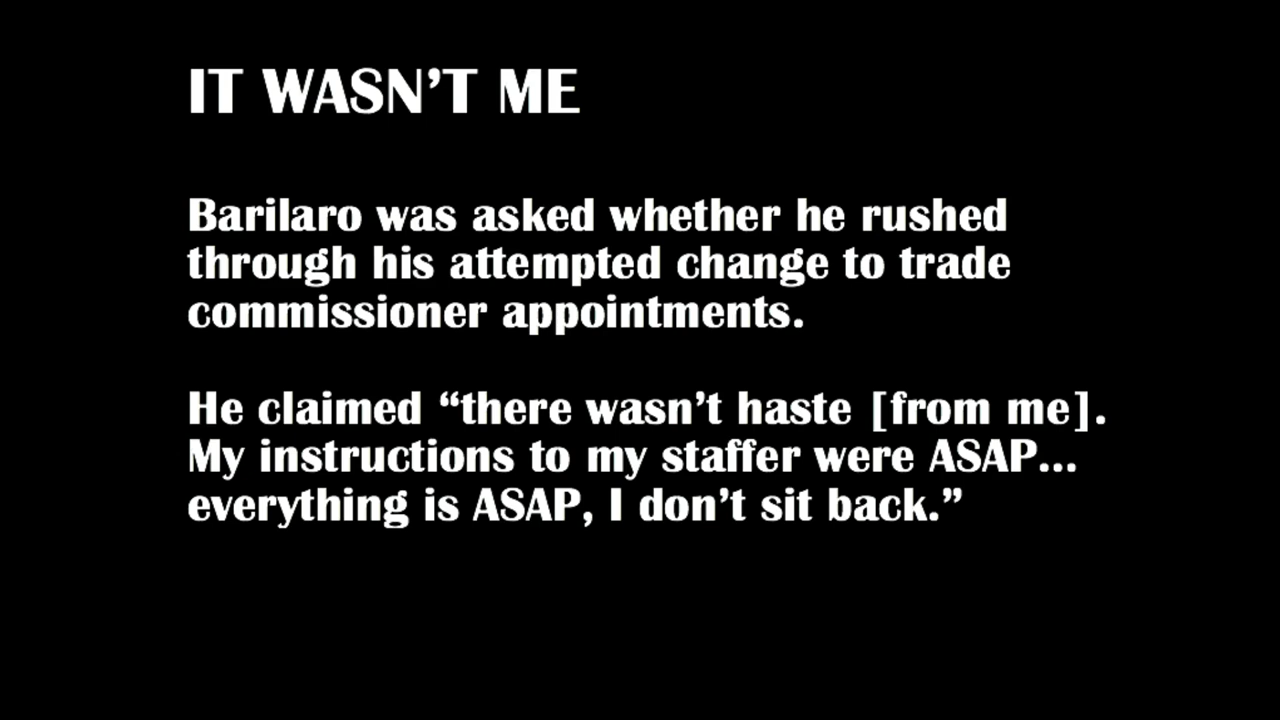 IT WASN’T ME
Barilaro was asked whether he rushed
through his attempted change to trade
commissioner appointments.
He claimed “there wasn’t haste [from me].
My instructions to my staffer were ASAP...
everything is ASAP, I don’t sit back.”